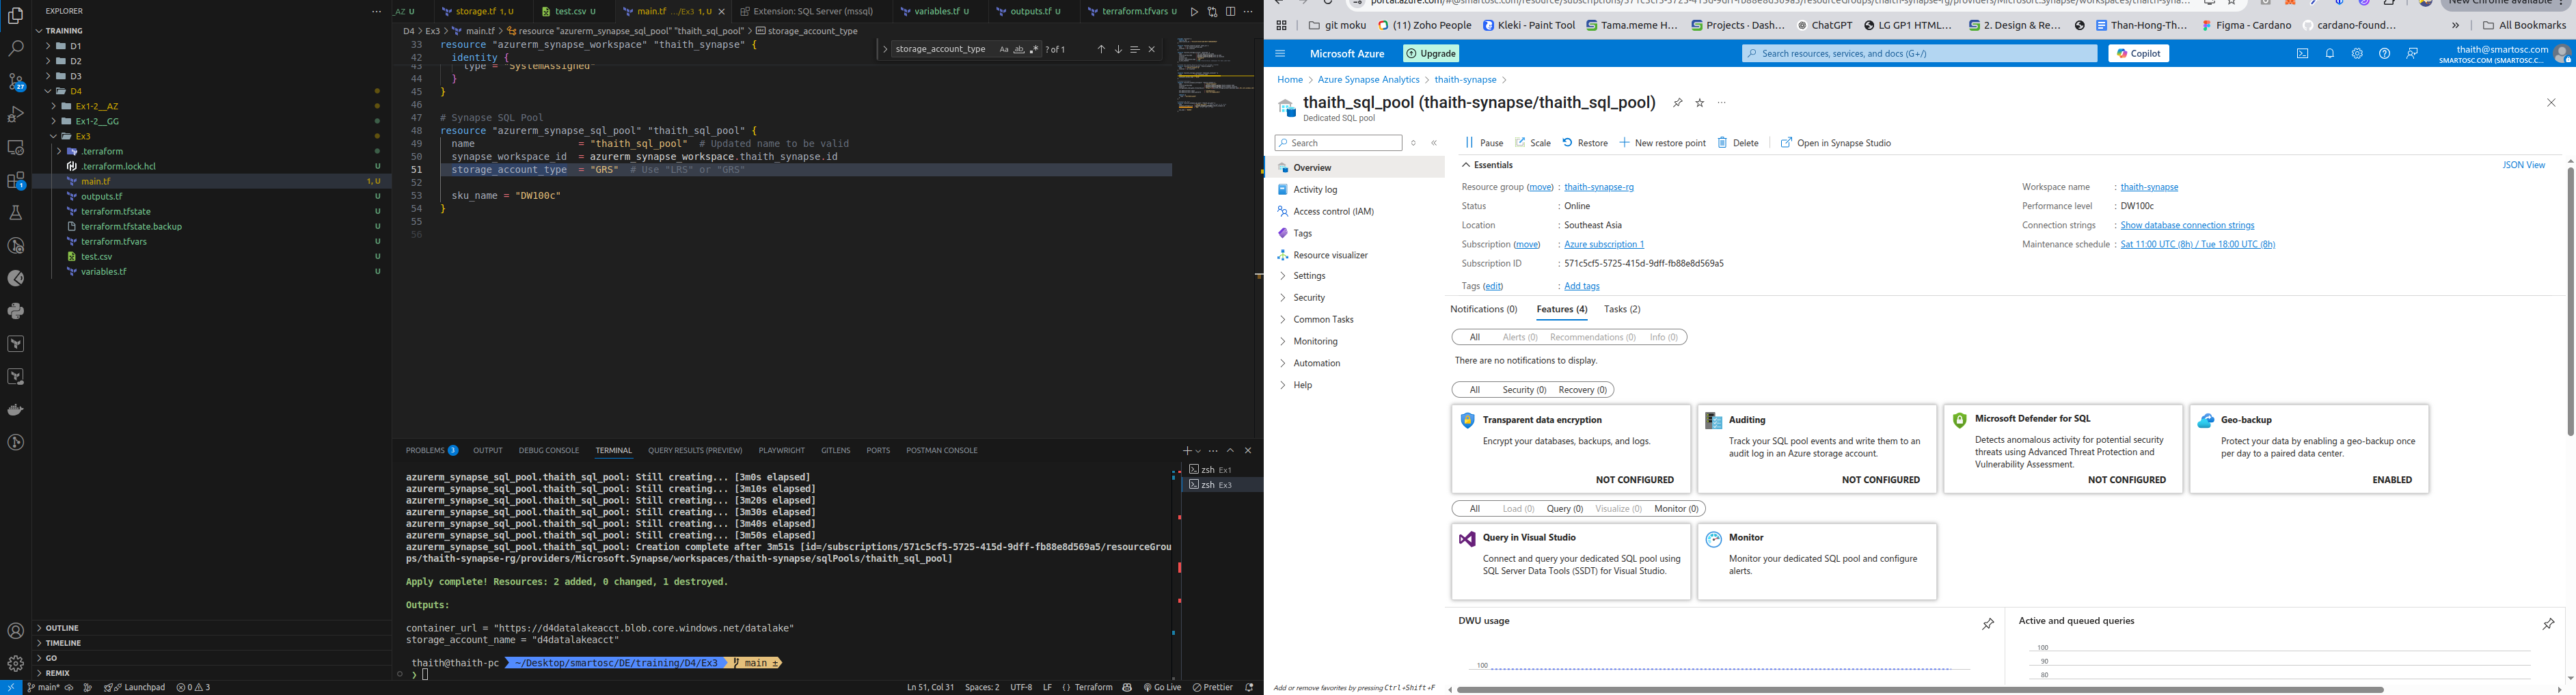 EXPLORER
TRAINING
D1
D2
D3
D4
Ex1-2__AZ
Ex1-2__GG
Ex3
.terraform
.terraform.lock.hcl U
main.tf 1, U
outputs.tf U
terraform.tfstate U
terraform.tfstate.backup U
terraform.tfvars U
test.csv U
variables.tf U
OUTLINE
TIMELINE
GO
REMIX
_AZ U storage.tf 1, U test.csv U main.tf .../Ex3 1, U Extension: SQL Server (mssql) variables.tf U outputs.tf U terraform.tfvars U
D4 > Ex3 > main.tf > resource "azurerm_synapse_sql_pool" "thaith_sql_pool" > storage_account_type
storage_account_type Aa ab ? of 1
33 resource "azurerm_synapse_workspace" "thaith_synapse" {
42 identity {
43 type = "SystemAssigned"
44 }
45 }
46
47 # Synapse SQL Pool
48 resource "azurerm_synapse_sql_pool" "thaith_sql_pool" {
49 name = "thaith_sql_pool" # Updated name to be valid
50 synapse_workspace_id = azurerm_synapse_workspace.thaith_synapse.id
51 storage_account_type = "GRS" # Use "LRS" or "GRS"
52
53 sku_name = "DW100c"
54 }
55
56
PROBLEMS 3 OUTPUT DEBUG CONSOLE TERMINAL QUERY RESULTS (PREVIEW) PLAYWRIGHT GITLENS PORTS POSTMAN CONSOLE
zsh Ex1
zsh Ex3
azurerm_synapse_sql_pool.thaith_sql_pool: Still creating... [3m0s elapsed]
azurerm_synapse_sql_pool.thaith_sql_pool: Still creating... [3m10s elapsed]
azurerm_synapse_sql_pool.thaith_sql_pool: Still creating... [3m20s elapsed]
azurerm_synapse_sql_pool.thaith_sql_pool: Still creating... [3m30s elapsed]
azurerm_synapse_sql_pool.thaith_sql_pool: Still creating... [3m40s elapsed]
azurerm_synapse_sql_pool.thaith_sql_pool: Still creating... [3m50s elapsed]
azurerm_synapse_sql_pool.thaith_sql_pool: Creation complete after 3m51s [id=/subscriptions/571c5cf5-5725-415d-9dff-fb88e8d569a5/resourceGrou
ps/thaith-synapse-rg/providers/Microsoft.Synapse/workspaces/thaith-synapse/sqlPools/thaith_sql_pool]
Apply complete! Resources: 2 added, 0 changed, 1 destroyed.
Outputs:
container_url = "https://d4datalakeacct.blob.core.windows.net/datalake"
storage_account_name = "d4datalakeacct"
thaith@thaith-pc ~/Desktop/smartosc/DE/training/D4/Ex3 main ±
main* Launchpad 0 3 Ln 51, Col 31 Spaces: 2 UTF-8 LF {} Terraform Go Live Prettier
27
1
git moku (11) Zoho People Kleki - Paint Tool Tama.meme H... Projects · Dash... ChatGPT LG GP1 HTML... 2. Design & Re... Than-Hong-Th... Figma - Cardano cardano-found... » All Bookmarks
Microsoft Azure Upgrade Search resources, services, and docs (G+/) Copilot
thaith@smartosc.com
SMARTOSC.COM (SMARTOSC.C...
Home > Azure Synapse Analytics > thaith-synapse >
thaith_sql_pool (thaith-synapse/thaith_sql_pool)
Dedicated SQL pool
Search
Overview
Activity log
Access control (IAM)
Tags
Resource visualizer
Settings
Security
Common Tasks
Monitoring
Automation
Help
Add or remove favorites by pressing Ctrl+Shift+F
Pause Scale Restore New restore point Delete Open in Synapse Studio
Essentials JSON View
Resource group (move) : thaith-synapse-rg
Status : Online
Location : Southeast Asia
Subscription (move) : Azure subscription 1
Subscription ID : 571c5cf5-5725-415d-9dff-fb88e8d569a5
Tags (edit) : Add tags
Workspace name : thaith-synapse
Performance level : DW100c
Connection strings : Show database connection strings
Maintenance schedule : Sat 11:00 UTC (8h) / Tue 18:00 UTC (8h)
Notifications (0) Features (4) Tasks (2)
All Alerts (0) Recommendations (0) Info (0)
There are no notifications to display.
All Security (0) Recovery (0)
Transparent data encryption
Encrypt your databases, backups, and logs.
NOT CONFIGURED
Auditing
Track your SQL pool events and write them to an
audit log in an Azure storage account.
NOT CONFIGURED
Microsoft Defender for SQL
Detects anomalous activity for potential security
threats using Advanced Threat Protection and
Vulnerability Assessment.
NOT CONFIGURED
Geo-backup
Protect your data by enabling a geo-backup once
per day to a paired data center.
ENABLED
All Load (0) Query (0) Visualize (0) Monitor (0)
Query in Visual Studio
Connect and query your dedicated SQL pool using
SQL Server Data Tools (SSDT) for Visual Studio.
Monitor
Monitor your dedicated SQL pool and configure
alerts.
DWU usage
100
Active and queued queries
100
90
80